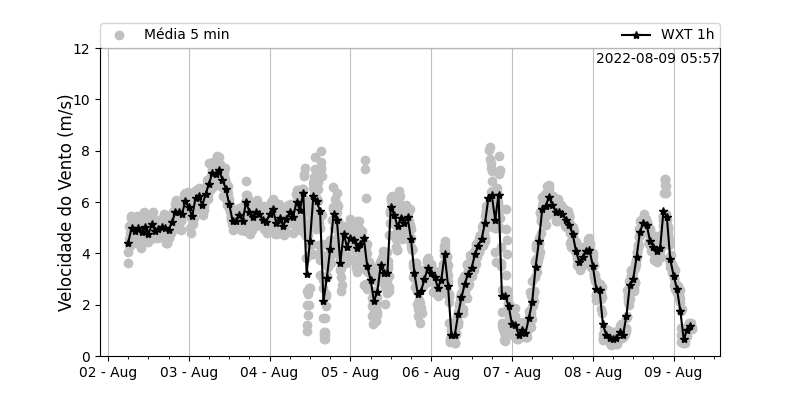 Média 5 min WXT 1h
2022-08-09 05:57
Velocidade do Vento (m/s)
12
10
8
6
4
2
0
02 - Aug 03 - Aug 04 - Aug 05 - Aug 06 - Aug 07 - Aug 08 - Aug 09 - Aug